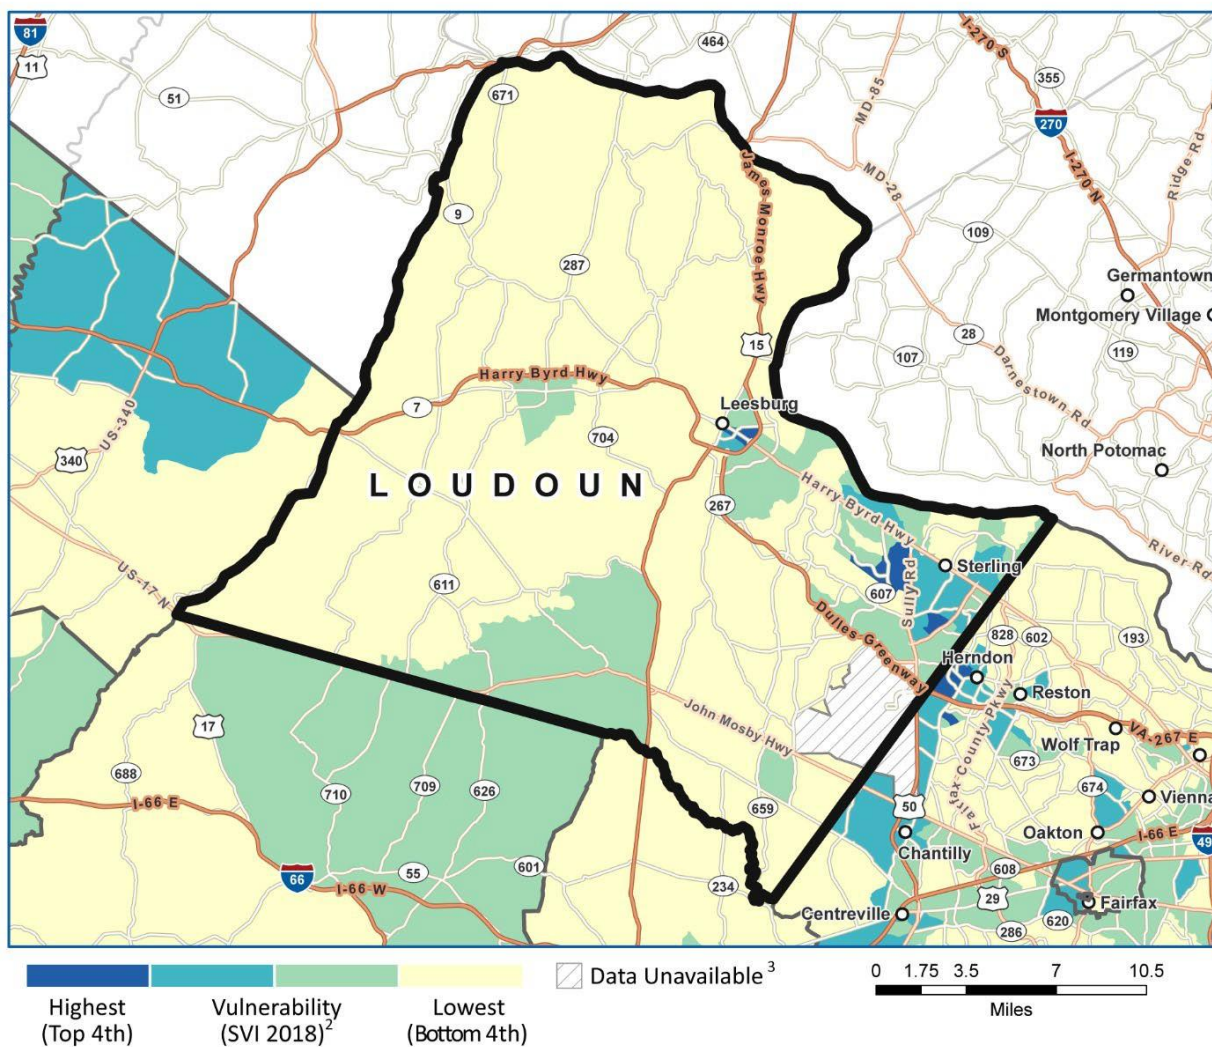 81
11
51
671
464
I-270 S
355
270
I-270 N
MD-85
MD-28
Ridge Rd
9
287
James Monroe Hwy
109
Germantown
Montgomery Village
15
107
28
119
Darnestown Rd
Harry Byrd Hwy
7
Leesburg
704
US-340
340
North Potomac
LOUDOUN
267
Harry Byrd Hwy
River Rd
US-17 N
611
Sterling
607
Sully Rd
Dulles Greenway
828
602
193
Herndon
Reston
17
John Mosby Hwy
Fairfax County Pkwy
Wolf Trap
VA-267 E
673
688
710
709
626
659
50
674
Vienna
I-66 E
Oakton
I-66 E
49
Chantilly
601
608
66
55
I-66 W
234
29
Centreville
Fairfax
620
286
Highest
(Top 4th)
Vulnerability
(SVI 2018)2
Lowest
(Bottom 4th)
Data Unavailable3
0 1.75 3.5 7 10.5
Miles